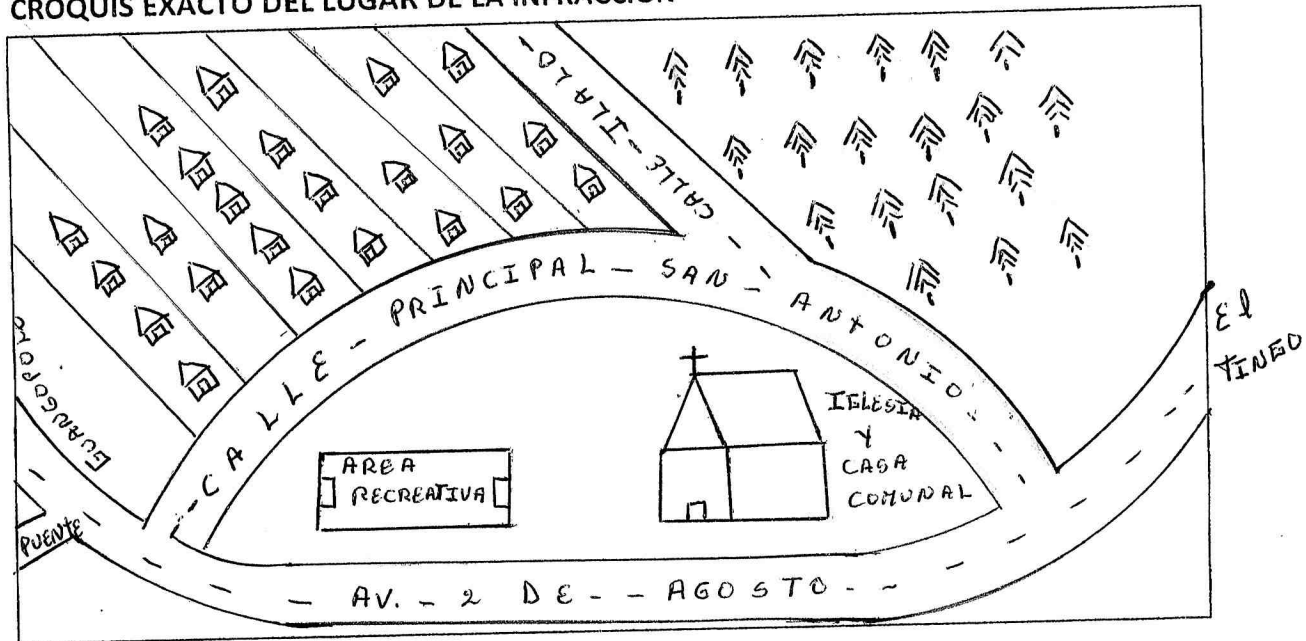 CROQUIS EXACTO DEL LUGAR DE LA INFRACCIÓN
CALLE - ILALO -
- CALLE - PRINCIPAL - SAN - ANTONIO -
El
TINGO
GUANGOPOLO
PUENTE
AREA
RECREATIVA
IGLESIA
Y
CASA
COMUNAL
AV. - 2 DE - - AGOSTO - -